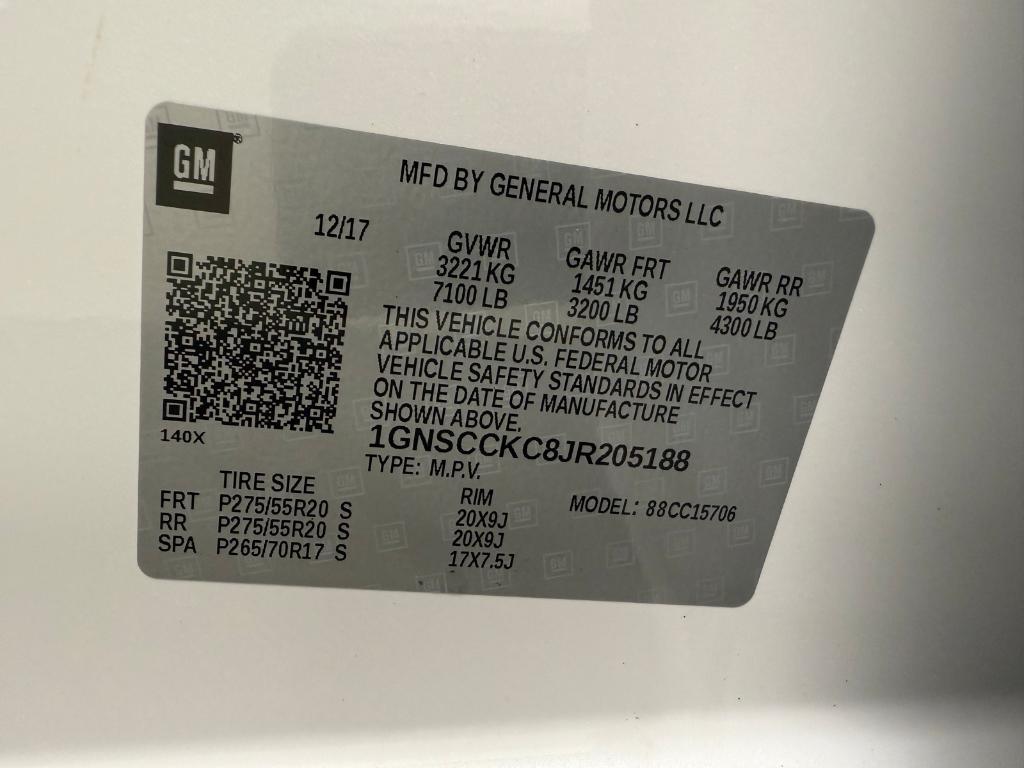 GM®
MFD BY GENERAL MOTORS LLC
12/17
GVWR GAWR FRT GAWR RR
3221 KG 1451 KG 1950 KG
7100 LB 3200 LB 4300 LB
THIS VEHICLE CONFORMS TO ALL
APPLICABLE U.S. FEDERAL MOTOR
VEHICLE SAFETY STANDARDS IN EFFECT
ON THE DATE OF MANUFACTURE
SHOWN ABOVE.
140X
1GNSCCKC8JR205188
TYPE: M.P.V.
TIRE SIZE RIM MODEL: 88CC15706
FRT P275/55R20 S 20X9J
RR P275/55R20 S 20X9J
SPA P265/70R17 S 17X7.5J